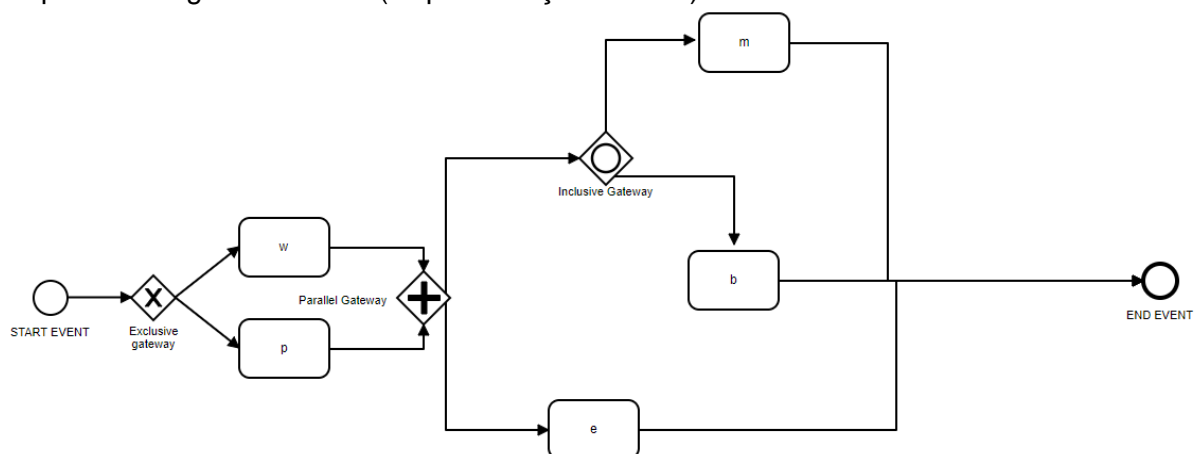 m
Inclusive Gateway
w
Parallel Gateway
b
START EVENT
Exclusive
gateway
p
END EVENT
e